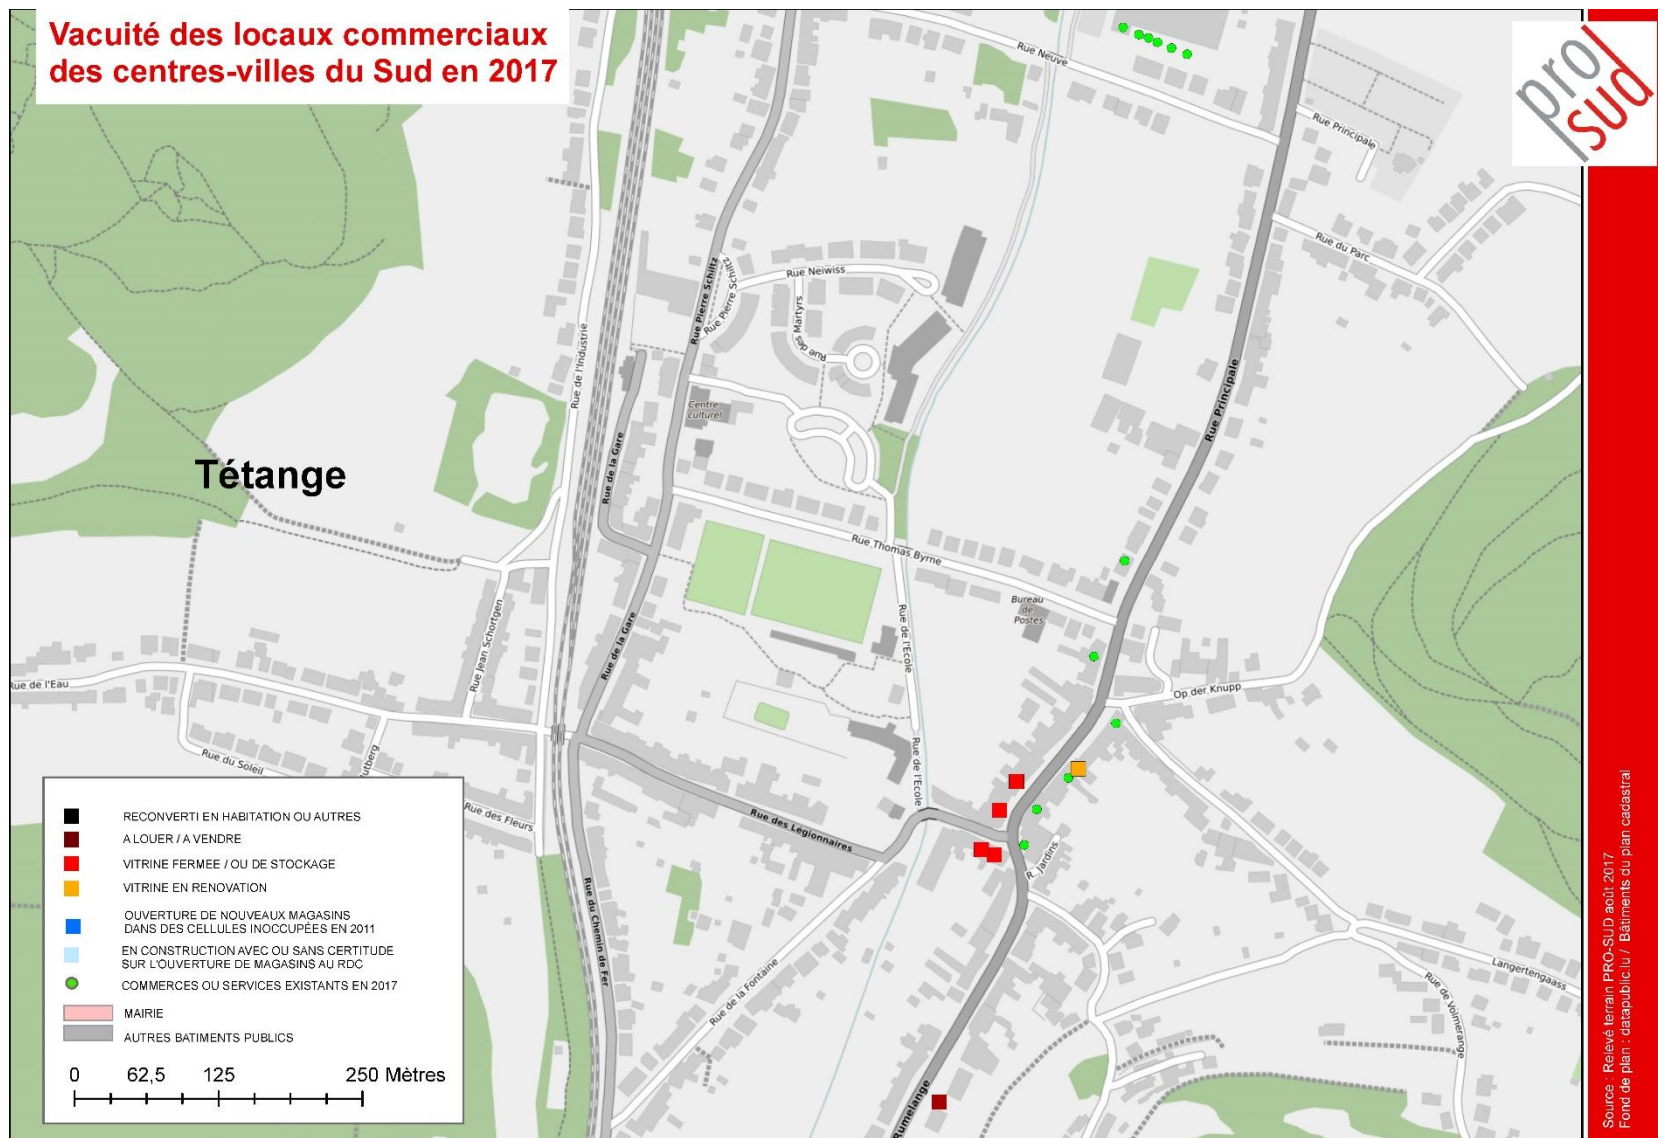 Vacuité des locaux commerciaux
des centres-villes du Sud en 2017
pro
sud
Rue Neuve
Rue Principale
Rue du Parc
Rue Pierre Schiltz
Rue Pierre Schiltz
Rue Neiwiss
Rue des Martyrs
Rue de l'Industrie
Rue Principale
Centre
culturel
Rue de la Gare
Tétange
Rue Thomas Byrne
Bureau
de
Postes
Rue de l'Ecole
Rue Jean Schortgen
Rue de la Gare
Rue de l'Eau
Op der Knupp
Rue du Soleil
utberg
Rue de l'Ecole
Rue des Fleurs
Rue des Légionnaires
R.. Jardins
Rue du Chemin de Fer
Rue de la Fontaine
Langertengaass
Rue de Volmerange
Rumelange
RECONVERTI EN HABITATION OU AUTRES
A LOUER / A VENDRE
VITRINE FERMEE / OU DE STOCKAGE
VITRINE EN RENOVATION
OUVERTURE DE NOUVEAUX MAGASINS
DANS DES CELLULES INOCCUPÉES EN 2011
EN CONSTRUCTION AVEC OU SANS CERTITUDE
SUR L'OUVERTURE DE MAGASINS AU RDC
COMMERCES OU SERVICES EXISTANTS EN 2017
MAIRIE
AUTRES BATIMENTS PUBLICS
0 62,5 125 250 Mètres
Source : Relevé terrain PRO-SUD août 2017
Fond de plan : datapublic.lu / Bâtiments du plan cadastral